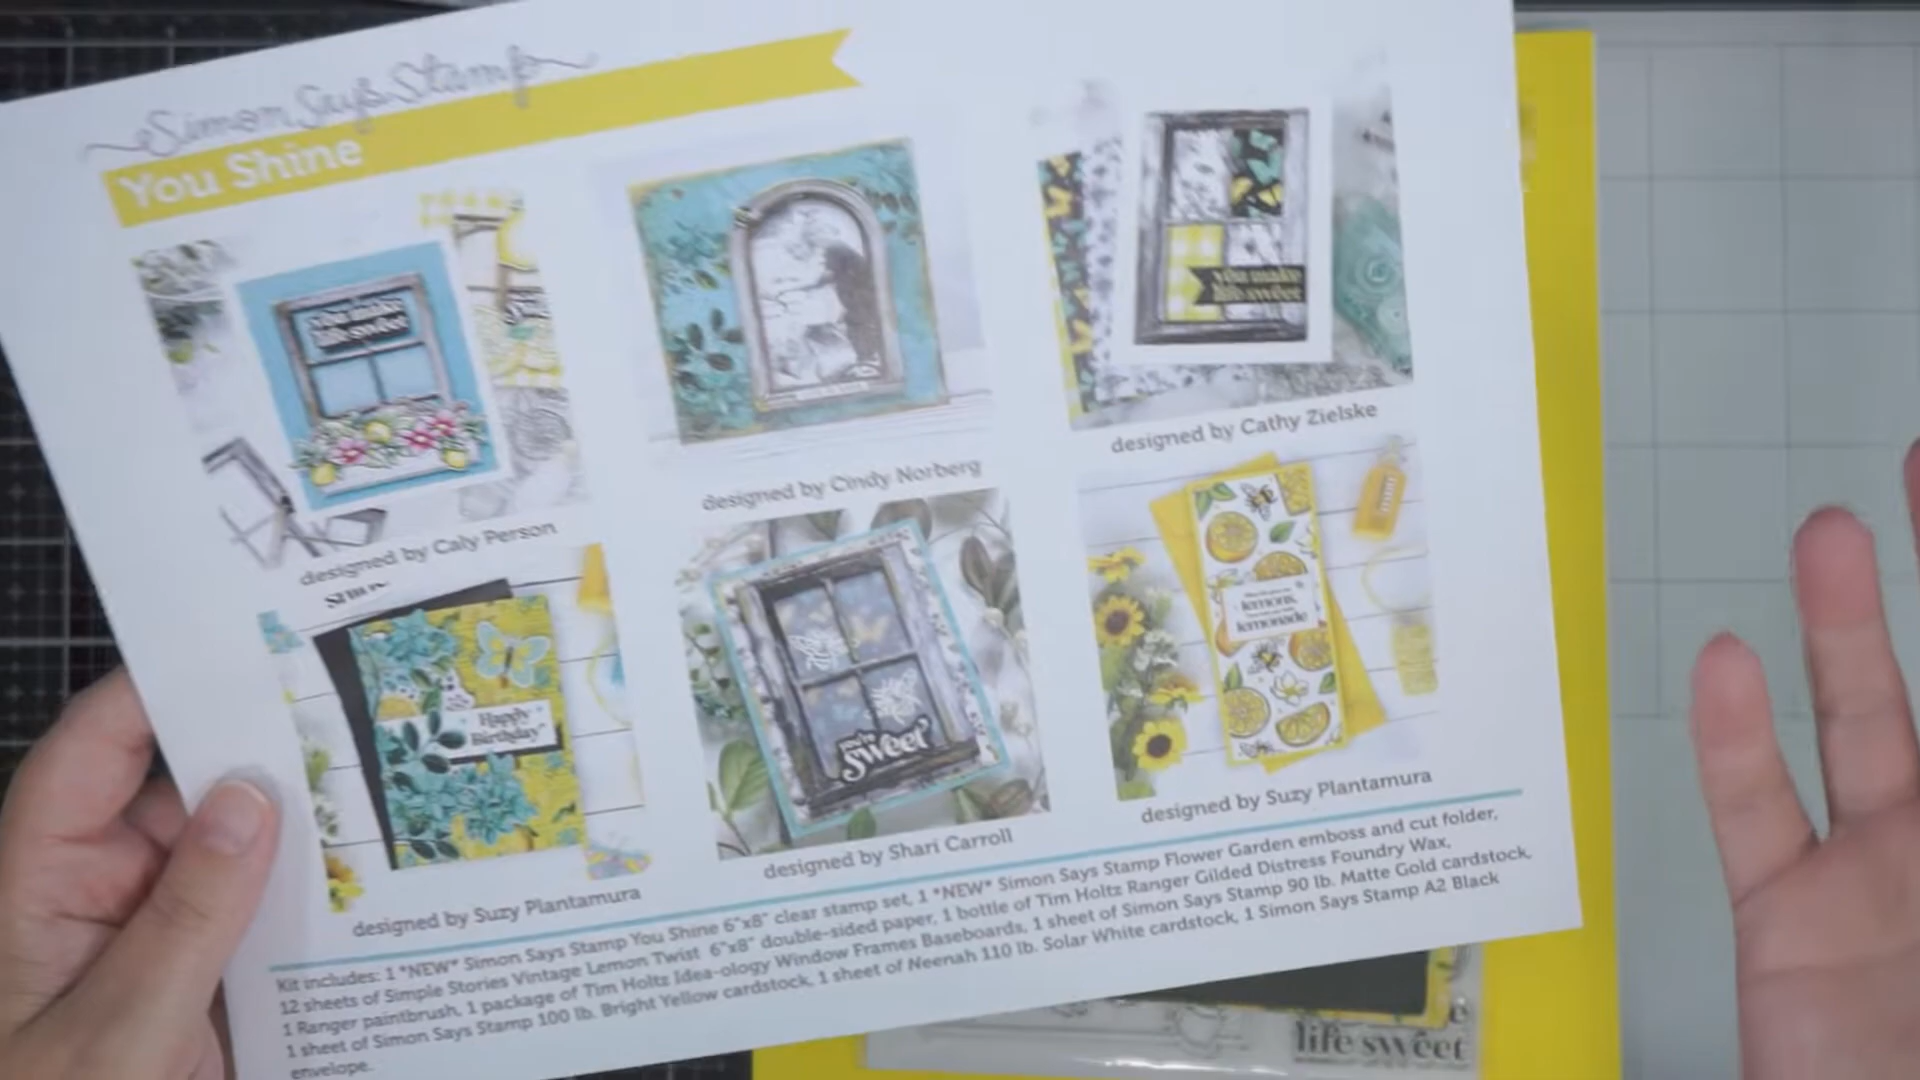 Simon Says Stamp
You Shine
you make
life sweet
designed by Caly Person
designed by Cindy Norberg
you make
life sweet
designed by Cathy Zielske
Happy
Birthday
designed by Suzy Plantamura
you're
sweet
designed by Shari Carroll
lemons,
lemonade
designed by Suzy Plantamura
Kit includes: 1 *NEW* Simon Says Stamp You Shine 6"x8" clear stamp set, 1 *NEW* Simon Says Stamp Flower Garden emboss and cut folder,
12 sheets of Simple Stories Vintage Lemon Twist 6"x8" double-sided paper, 1 bottle of Tim Holtz Ranger Gilded Distress Foundry Wax,
1 Ranger paintbrush, 1 package of Tim Holtz Idea-ology Window Frames Baseboards, 1 sheet of Simon Says Stamp 90 lb. Matte Gold cardstock,
1 sheet of Simon Says Stamp 100 lb. Bright Yellow cardstock, 1 sheet of Neenah 110 lb. Solar White cardstock, 1 Simon Says Stamp A2 Black
envelope.
life sweet